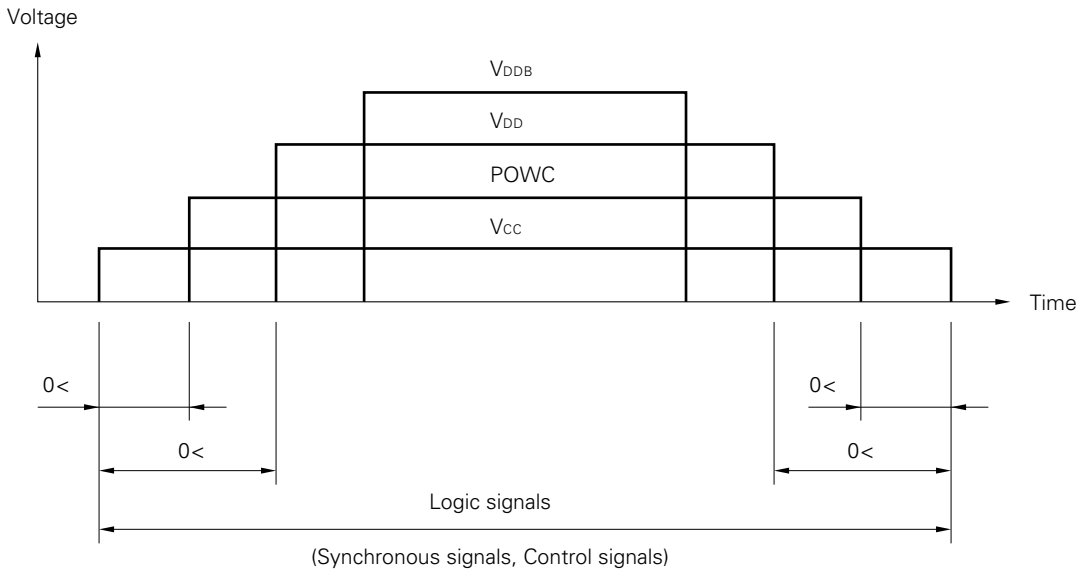 Voltage
VDDB
VDD
POWC
VCC
Time
0<
0<
0<
0<
Logic signals
(Synchronous signals, Control signals)